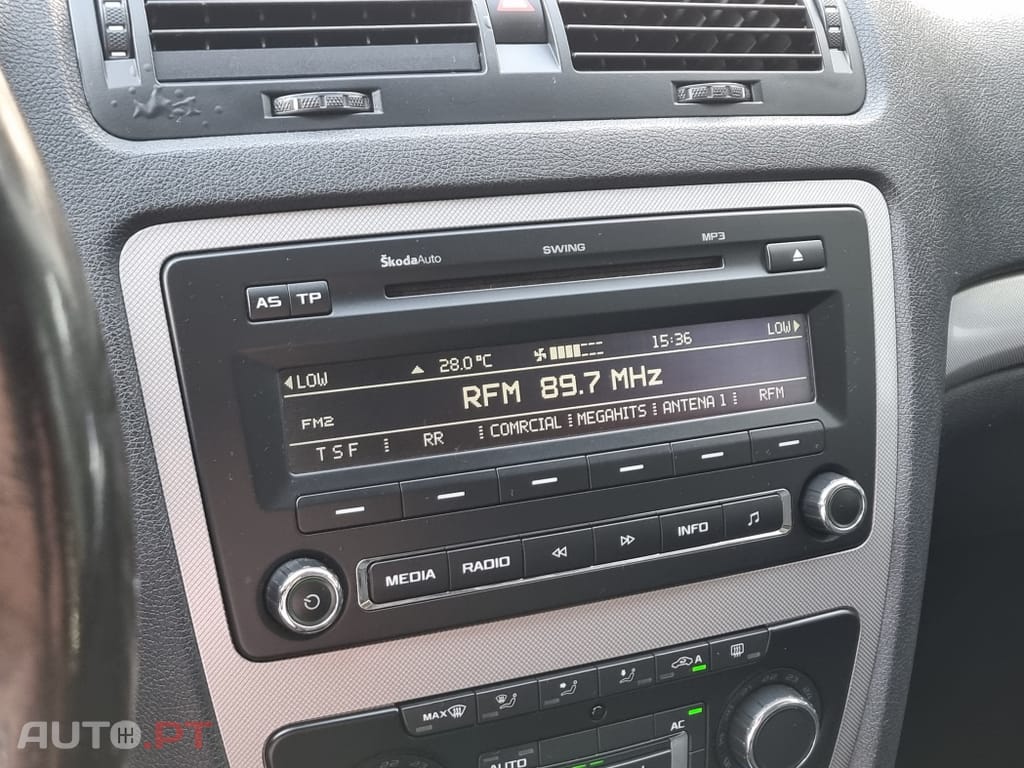 ŠkodaAuto
SWING
MP3
AS TP
LOW 28.0°C 15:36 LOW
RFM 89.7 MHz
FM2
TSF RR COMRCIAL MEGAHITS ANTENA 1 RFM
MEDIA RADIO INFO
MAX A
AUTO AC
AUTO.PT